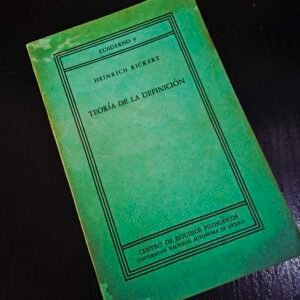 CUADERNO 9
HEINRICH RICKERT
TEORÍA DE LA DEFINICIÓN
CENTRO DE ESTUDIOS FILOSÓFICOS
UNIVERSIDAD NACIONAL AUTÓNOMA DE MÉXICO